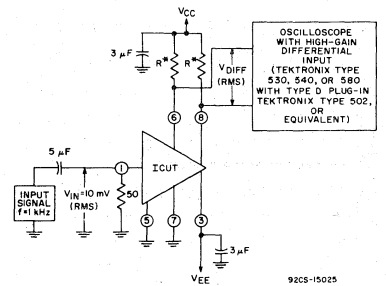 VCC
3 μF
R*
R*
VDIFF
(RMS)
OSCILLOSCOPE
WITH HIGH-GAIN
DIFFERENTIAL
INPUT
(TEKTRONIX TYPE
530, 540, OR 580
WITH TYPE D PLUG-IN
TEKTRONIX TYPE 502,
OR
EQUIVALENT)
6
8
5 μF
1
ICUT
INPUT
SIGNAL
f=1 kHz
VIN=10 mV
(RMS)
50
5
7
3
3 μF
VEE
92CS-15025